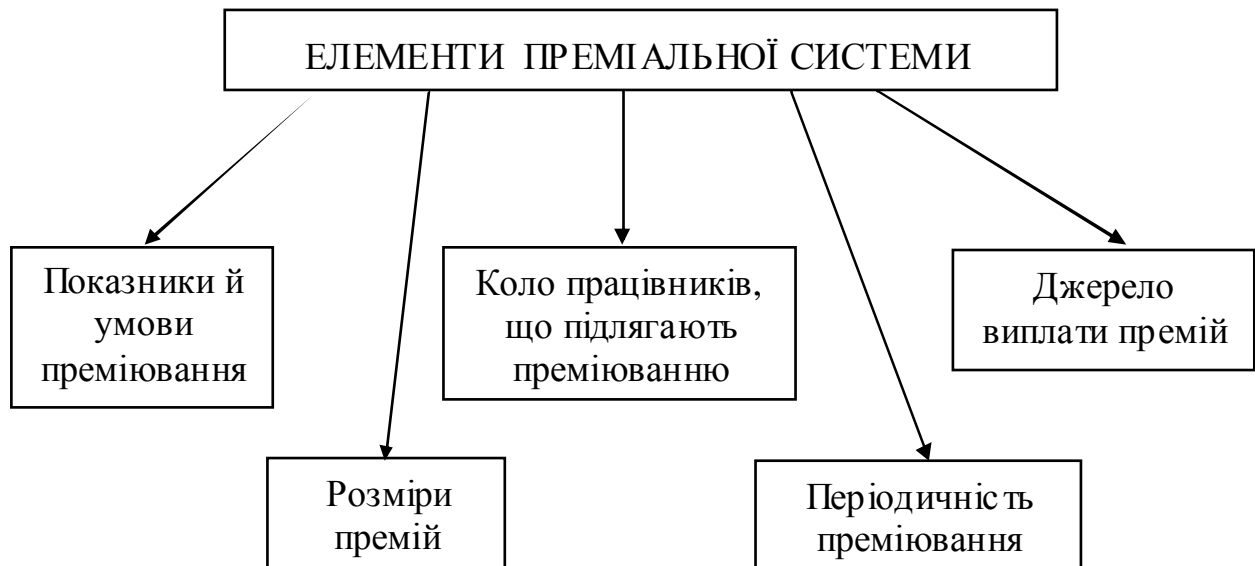 ЕЛЕМЕНТИ ПРЕМІАЛЬНОЇ СИСТЕМИ
Показники й
умови
преміювання
Коло працівників,
що підлягають
преміюванню
Джерело
виплати премій
Розміри
премій
Періодичність
преміювання